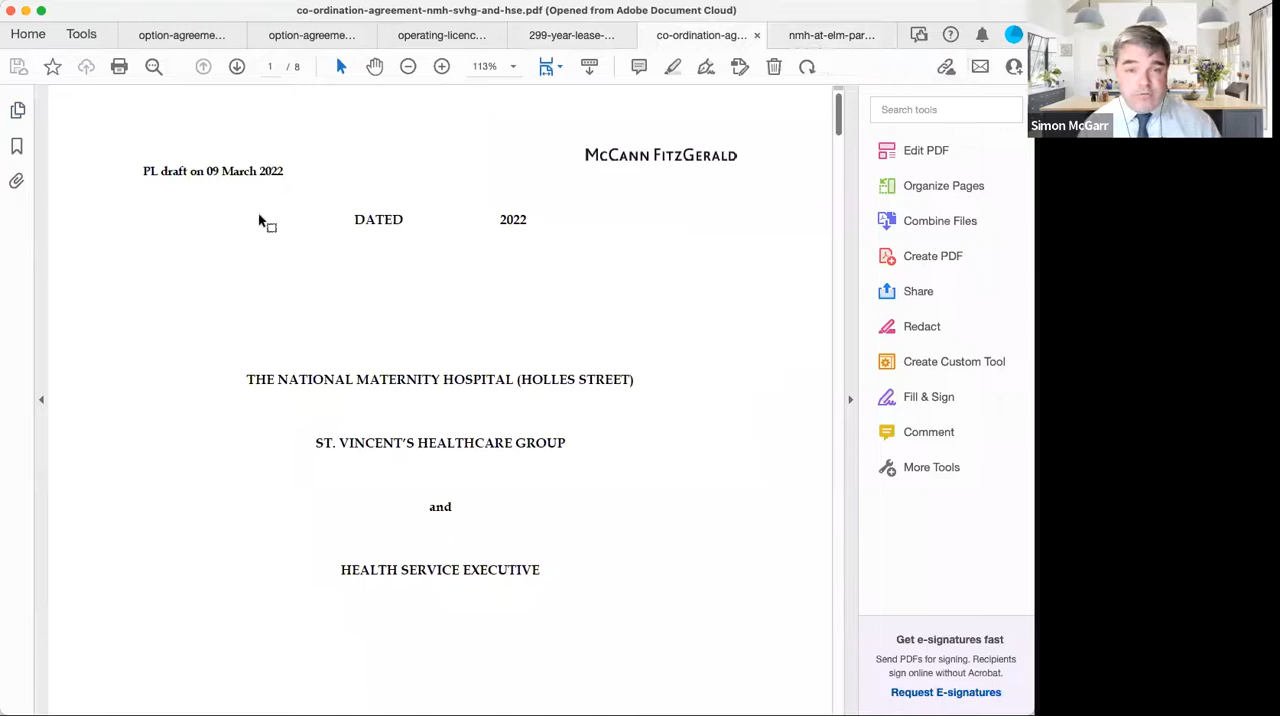 co-ordination-agreement-nmh-svhg-and-hse.pdf (Opened from Adobe Document Cloud)
Home
Tools
option-agreeme...
option-agreeme...
operating-licenc...
299-year-lease-...
co-ordination-ag...
×
nmh-at-elm-par...
1 / 8
113%
Simon McGarr
PL draft on 09 March 2022
McCANN FITZGERALD
DATED 2022
THE NATIONAL MATERNITY HOSPITAL (HOLLES STREET)
ST. VINCENT'S HEALTHCARE GROUP
and
HEALTH SERVICE EXECUTIVE
Search tools
Edit PDF
Organize Pages
Combine Files
Create PDF
Share
Redact
Create Custom Tool
Fill & Sign
Comment
More Tools
Get e-signatures fast
Send PDFs for signing. Recipients
sign online without Acrobat.
Request E-signatures